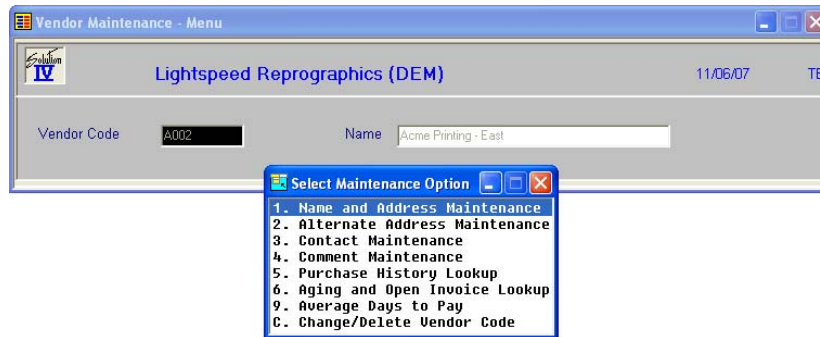 Vendor Maintenance - Menu
Solution
IV
Lightspeed Reprographics (DEM)
11/06/07
TE
Vendor Code
A002
Name
Acme Printing - East
Select Maintenance Option
1. Name and Address Maintenance
2. Alternate Address Maintenance
3. Contact Maintenance
4. Comment Maintenance
5. Purchase History Lookup
6. Aging and Open Invoice Lookup
9. Average Days to Pay
C. Change/Delete Vendor Code